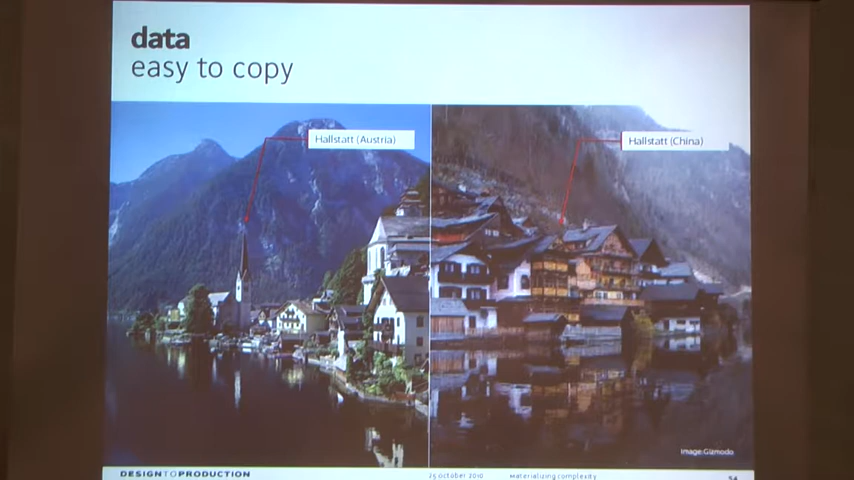 data
easy to copy
Hallstatt (Austria)
Hallstatt (China)
Image:Gizmodo
DESIGNTOPRODUCTION
25 october 2010
materializing complexity